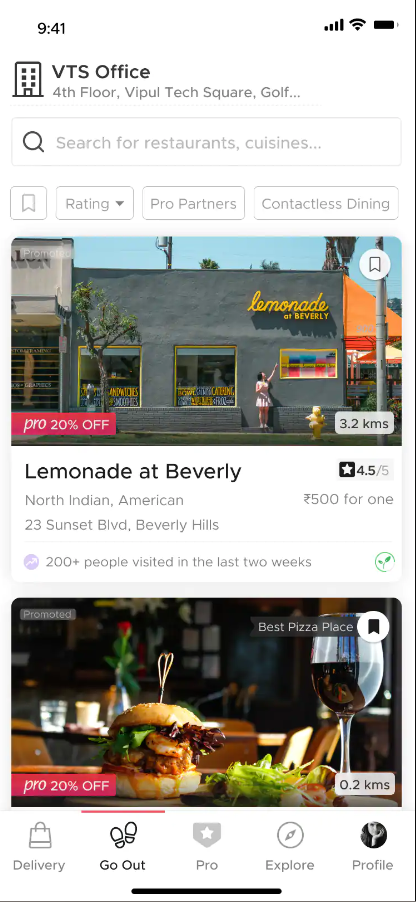 9:41
VTS Office
4th Floor, Vipul Tech Square, Golf...
Search for restaurants, cuisines...
Rating
Pro Partners
Contactless Dining
Promoted
lemonade
at BEVERLY
SANDWICHES
pro 20% OFF
3.2 kms
Lemonade at Beverly
4.5/5
North Indian, American
₹500 for one
23 Sunset Blvd, Beverly Hills
200+ people visited in the last two weeks
Promoted
Best Pizza Place
pro 20% OFF
0.2 kms
Delivery
Go Out
Pro
Explore
Profile